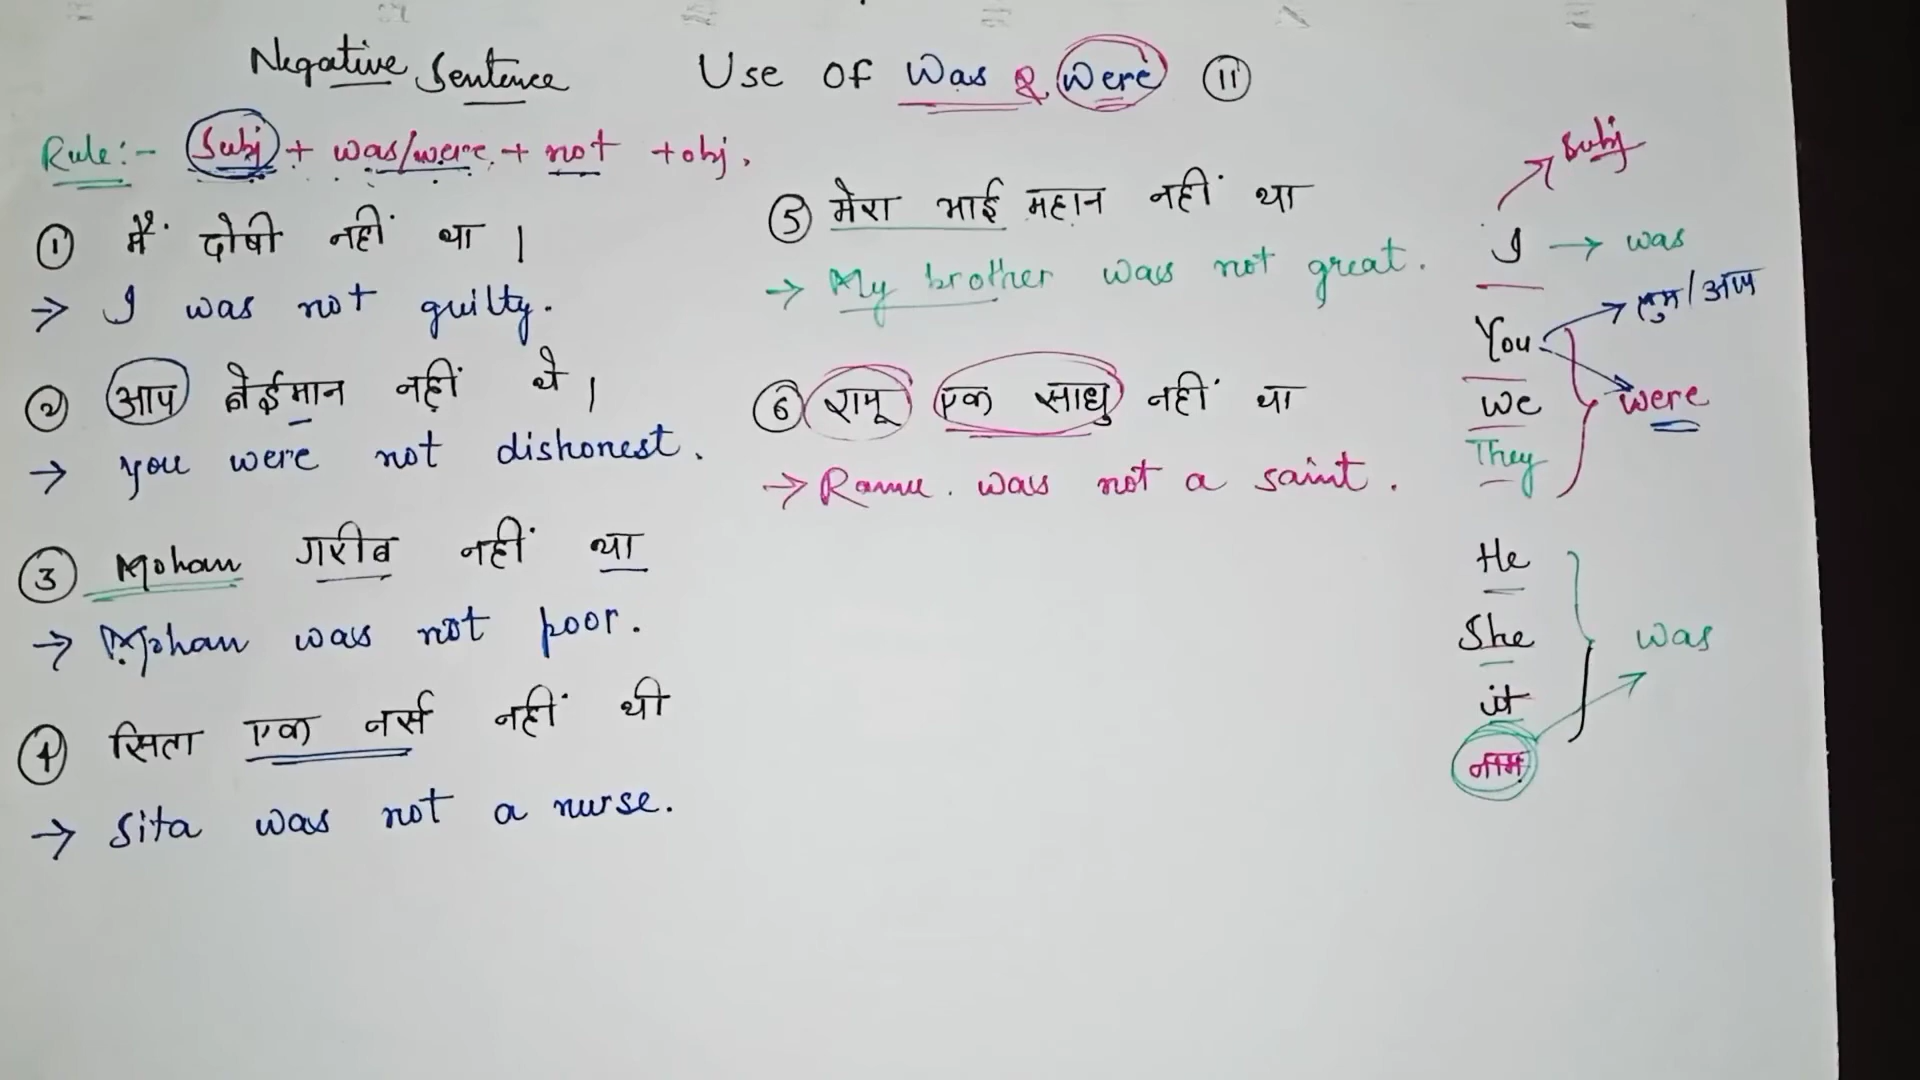 Negative Sentence
Use Of Was & Were 11
Rule:- Subj + was/were + not + obj.
① मैं दोषी नहीं था |
→ I was not guilty.
② आप बेईमान नहीं थे |
→ you were not dishonest.
③ Mohan गरीब नहीं था
→ Mohan was not poor.
④ सिता एक नर्स नहीं थी
→ Sita was not a nurse.
⑤ मेरा भाई महान नहीं था
→ My brother was not great.
⑥ रामू एक साधु नहीं था
→ Ramu was not a saint.
Subj
I → was
You तुम/आप
We were
They
He
She was
it
नाम